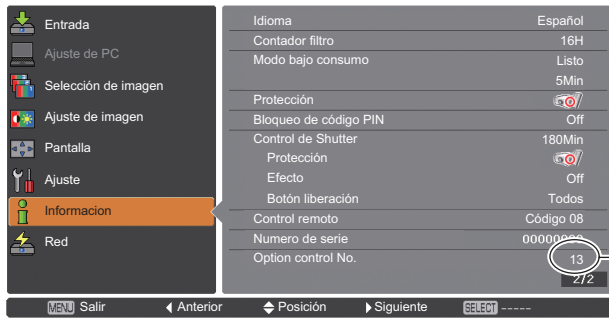 Entrada
Ajuste de PC
Selección de imagen
Ajuste de imagen
Pantalla
Ajuste
Informacion
Red
Idioma Español
Contador filtro 16H
Modo bajo consumo Listo
5Min
Protección
Bloqueo de código PIN Off
Control de Shutter 180Min
Protección
Efecto Off
Botón liberación Todos
Control remoto Código 08
Numero de serie 00000000
Option control No. 13
2/2
MENU Salir Anterior Posición Siguiente SELECT -----